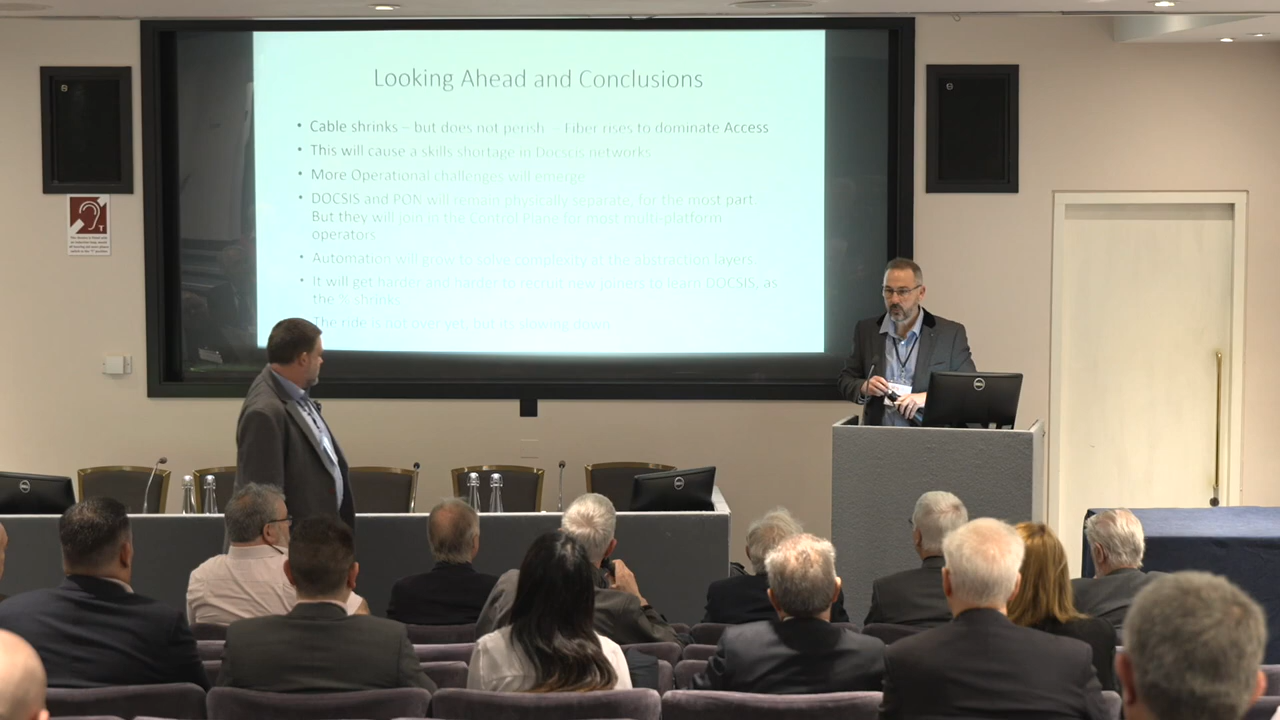 Looking Ahead and Conclusions
• Cable shrinks – but does not perish – Fiber rises to dominate Access
• This will cause a skills shortage in Docscis networks
• More Operational challenges will emerge
• DOCSIS and PON will remain physically separate, for the most part.
But they will join in the Control Plane for most multi-platform
operators
• Automation will grow to solve complexity at the abstraction layers.
• It will get harder and harder to recruit new joiners to learn DOCSIS, as
the % shrinks
The ride is not over yet, but its slowing down
T
DELL
DELL
DELL